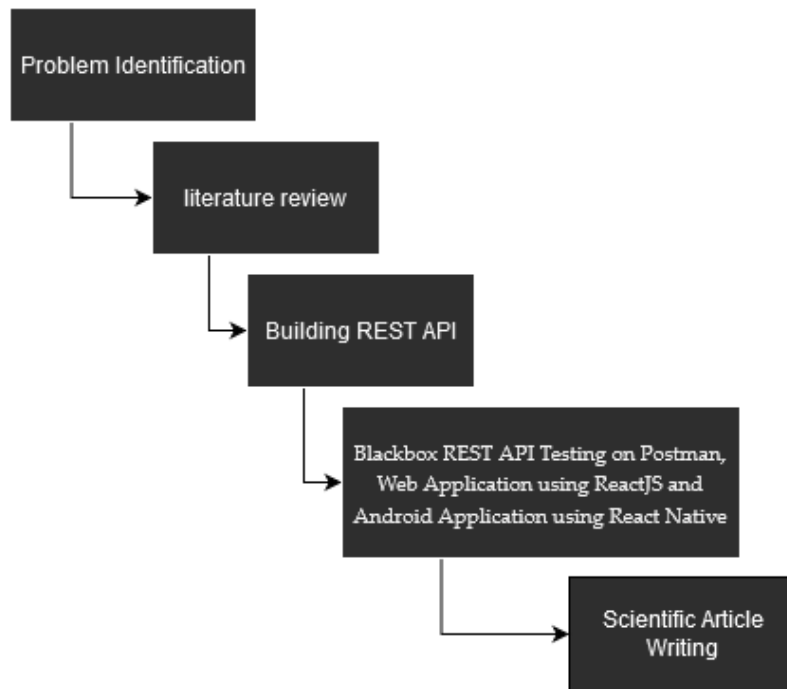 Problem Identification
literature review
Building REST API
Blackbox REST API Testing on Postman,
Web Application using ReactJS and
Android Application using React Native
Scientific Article
Writing